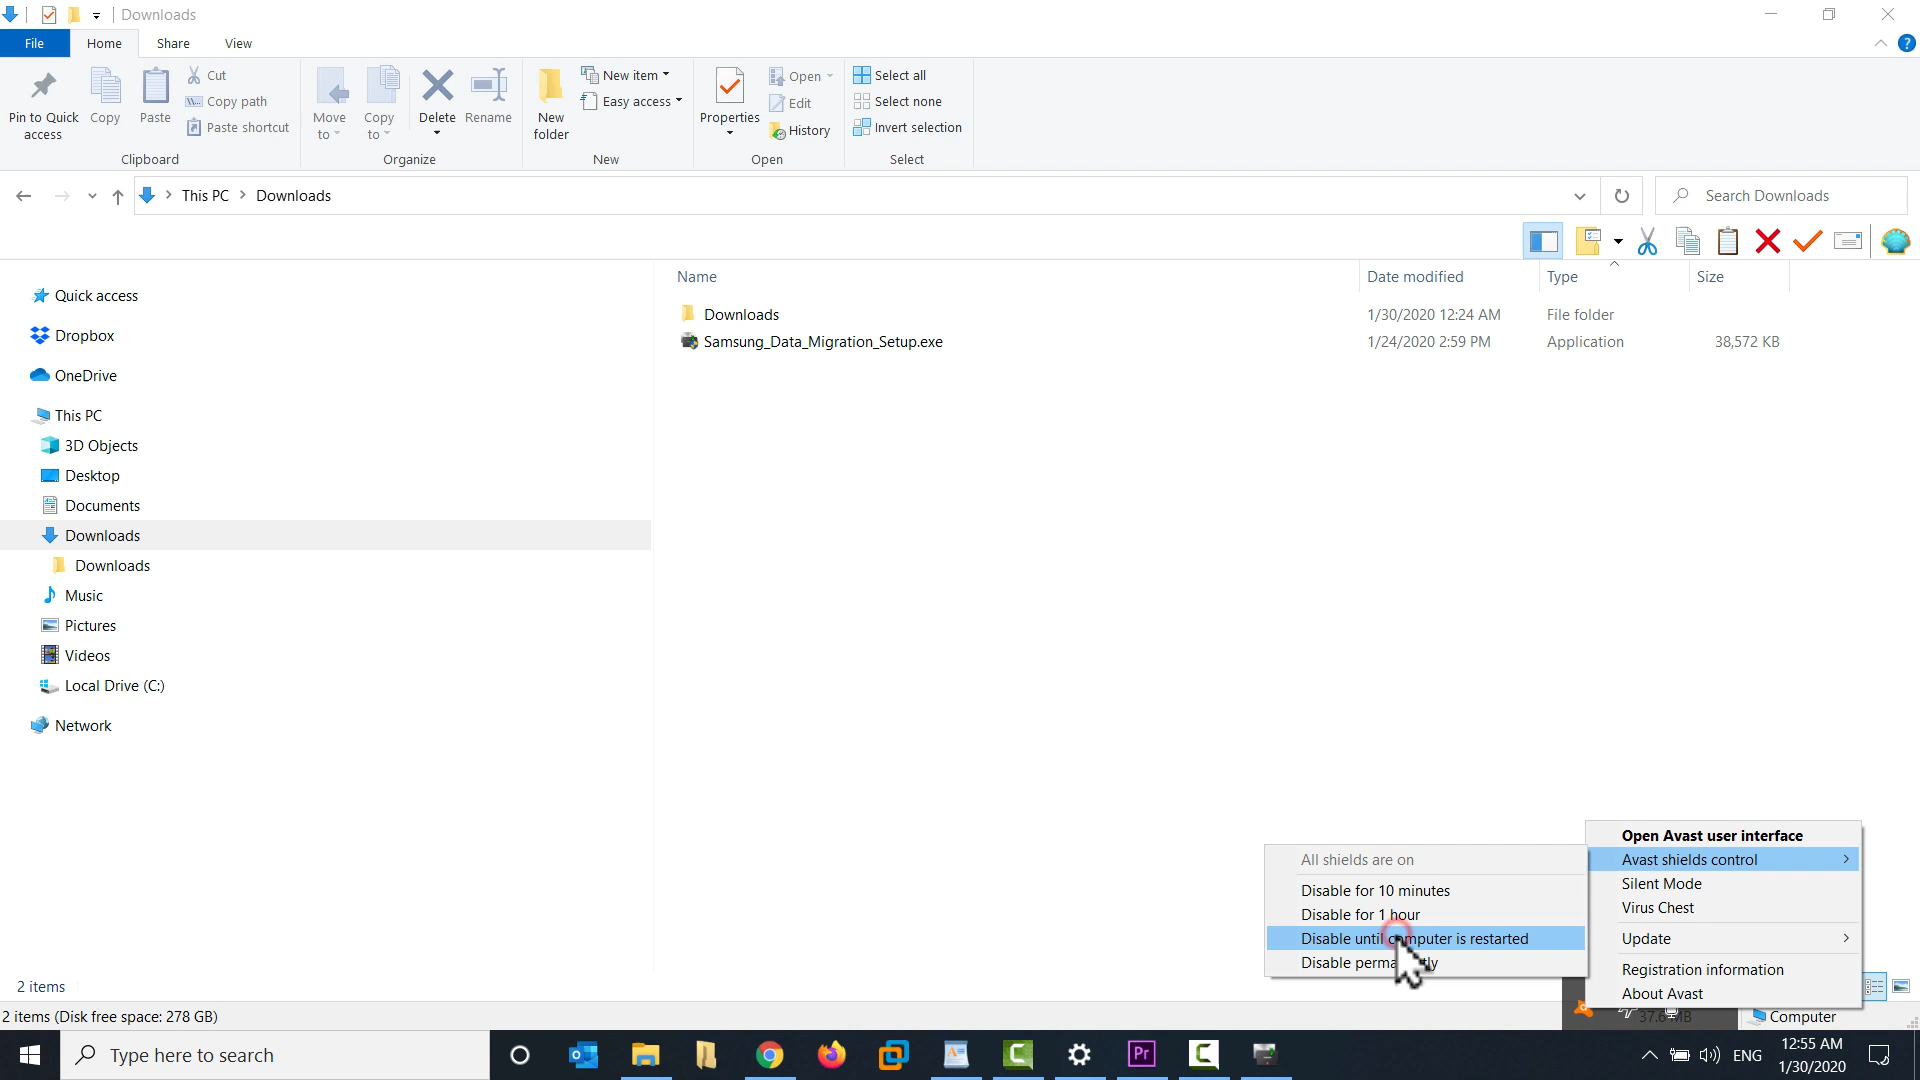 Downloads
File Home Share View
Pin to Quick access
Copy
Paste
Cut
Copy path
Paste shortcut
Clipboard
Move to
Copy to
Delete
Rename
Organize
New folder
New item
Easy access
New
Properties
Open
Edit
History
Open
Select all
Select none
Invert selection
Select
This PC > Downloads
Search Downloads
Name Date modified Type Size
Downloads 1/30/2020 12:24 AM File folder
Samsung_Data_Migration_Setup.exe 1/24/2020 2:59 PM Application 38,572 KB
Quick access
Dropbox
OneDrive
This PC
3D Objects
Desktop
Documents
Downloads
Downloads
Music
Pictures
Videos
Local Drive (C:)
Network
Open Avast user interface
Avast shields control
Silent Mode
Virus Chest
Update
Registration information
About Avast
All shields are on
Disable for 10 minutes
Disable for 1 hour
Disable until computer is restarted
Disable permanently
2 items
2 items (Disk free space: 278 GB)
37.6 MB
Computer
Type here to search
Pr
ENG
12:55 AM
1/30/2020